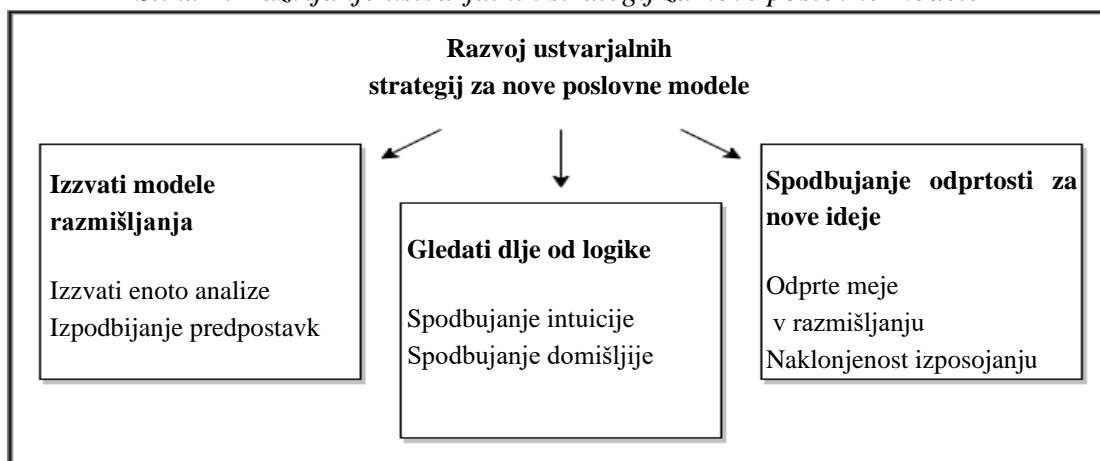 Razvoj ustvarjalnih
strategij za nove poslovne modele
Izzvati modele
razmišljanja
Izzvati enoto analize
Izpodbijanje predpostavk
Gledati dlje od logike
Spodbujanje intuicije
Spodbujanje domišljije
Spodbujanje odprtosti za
nove ideje
Odprte meje
v razmišljanju
Naklonjenost izposojanju